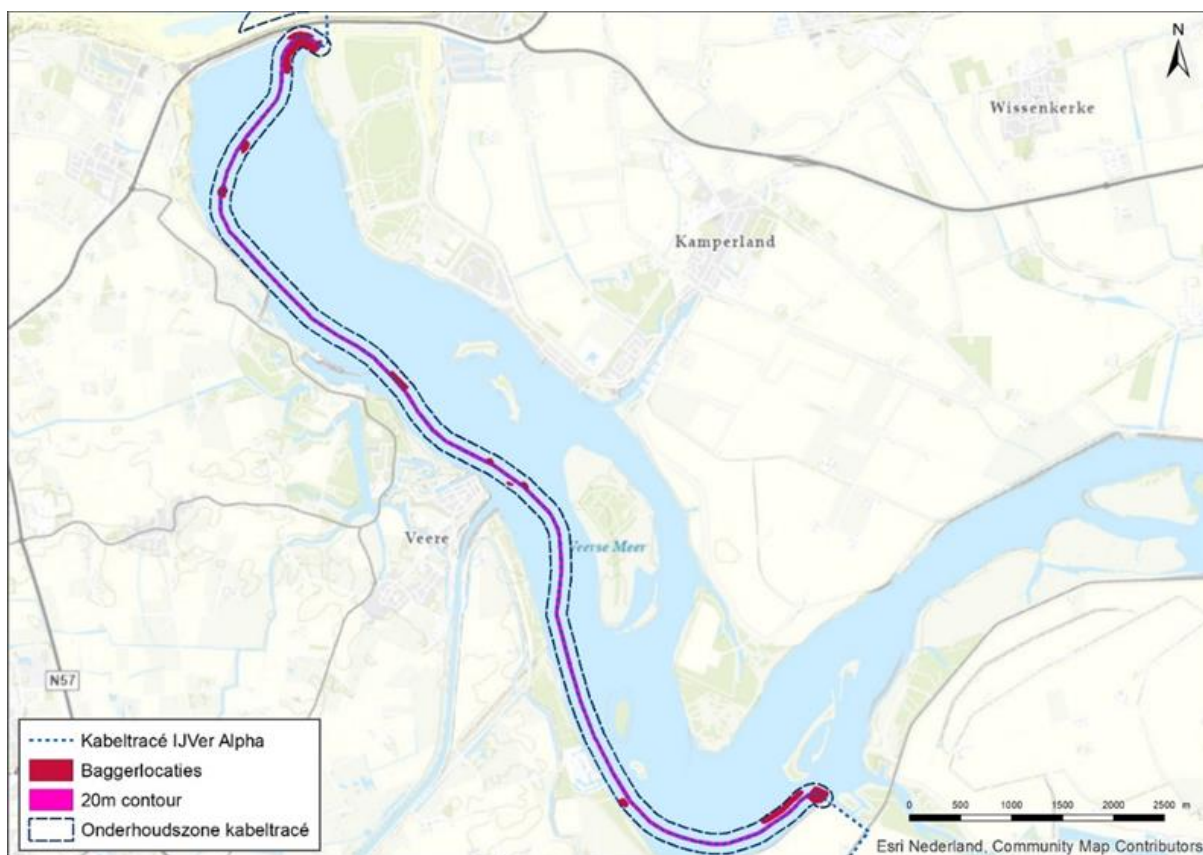 N
Wissenkerke
Kamperland
Veere
Veerse Meer
N57
Kabeltracé IJVer Alpha
Baggerlocaties
20m contour
Onderhoudszone kabeltracé
0 500 1000 1500 2000 2500 m
Esri Nederland, Community Map Contributors